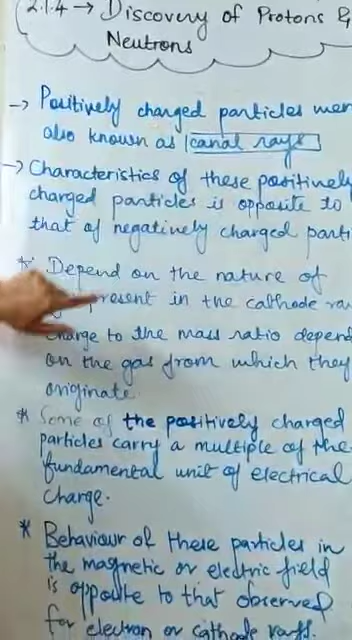 2.1.4 → Discovery of Protons &
Neutrons
→ Positively charged particles wer
also known as canal rays
→ Characteristics of these positively
charged particles is opposite to
that of negatively charged parti
* Depend on the nature of
present in the cathode ra
charge to the mass ratio depend
on the gas from which they
originate.
* Some of the positively charged
particles carry a multiple of the
fundamental unit of electrical
charge.
* Behaviour of these particles in
the magnetic or electric field
is opposite to that observed
for electron or cathode rays